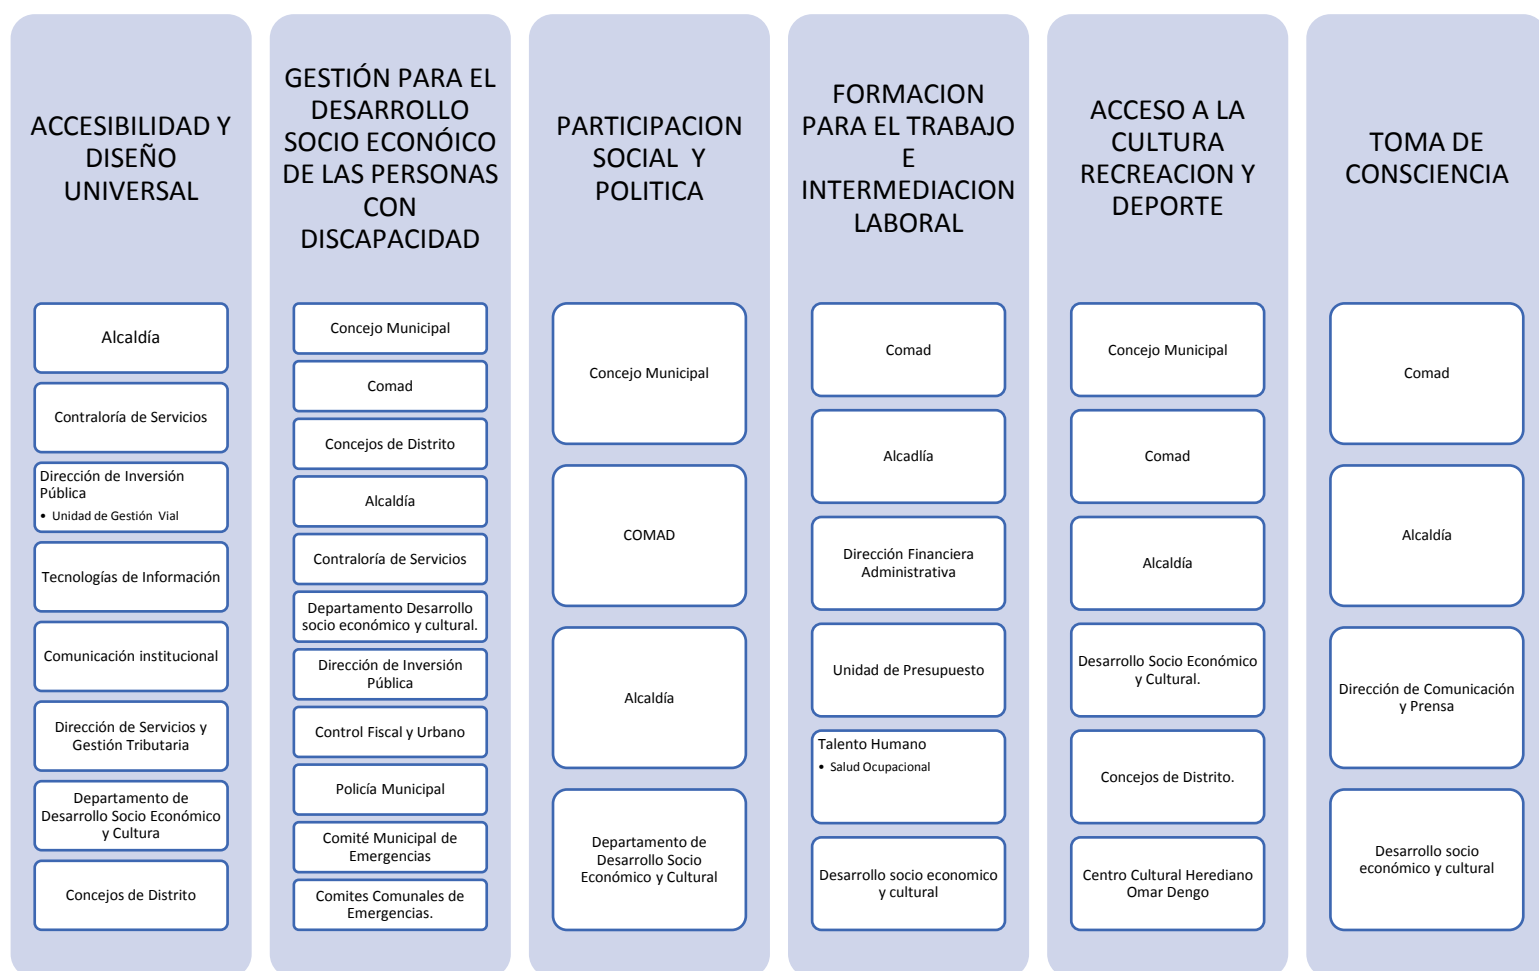 ACCESIBILIDAD Y
DISEÑO
UNIVERSAL
Alcaldía
Contraloría de Servicios
Dirección de Inversión
Pública
• Unidad de Gestión Vial
Tecnologías de Información
Comunicación institucional
Dirección de Servicios y
Gestión Tributaria
Departamento de
Desarrollo Socio Económico
y Cultura
Concejos de Distrito
GESTIÓN PARA EL
DESARROLLO
SOCIO ECONÓICO
DE LAS PERSONAS
CON
DISCAPACIDAD
Concejo Municipal
Comad
Concejos de Distrito
Alcaldía
Contraloría de Servicios
Departamento Desarrollo
socio económico y cultural.
Dirección de Inversión
Pública
Control Fiscal y Urbano
Policía Municipal
Comité Municipal de
Emergencias
Comites Comunales de
Emergencias.
PARTICIPACION
SOCIAL Y
POLITICA
Concejo Municipal
COMAD
Alcaldía
Departamento de
Desarrollo Socio
Económico y Cultural
FORMACION
PARA EL TRABAJO
E
INTERMEDIACION
LABORAL
Comad
Alcadlía
Dirección Financiera
Administrativa
Unidad de Presupuesto
Talento Humano
• Salud Ocupacional
Desarrollo socio economico
y cultural
ACCESO A LA
CULTURA
RECREACION Y
DEPORTE
Concejo Municipal
Comad
Alcaldía
Desarrollo Socio Económico
y Cultural.
Concejos de Distrito.
Centro Cultural Herediano
Omar Dengo
TOMA DE
CONSCIENCIA
Comad
Alcaldía
Dirección de Comunicación
y Prensa
Desarrollo socio
económico y cultural